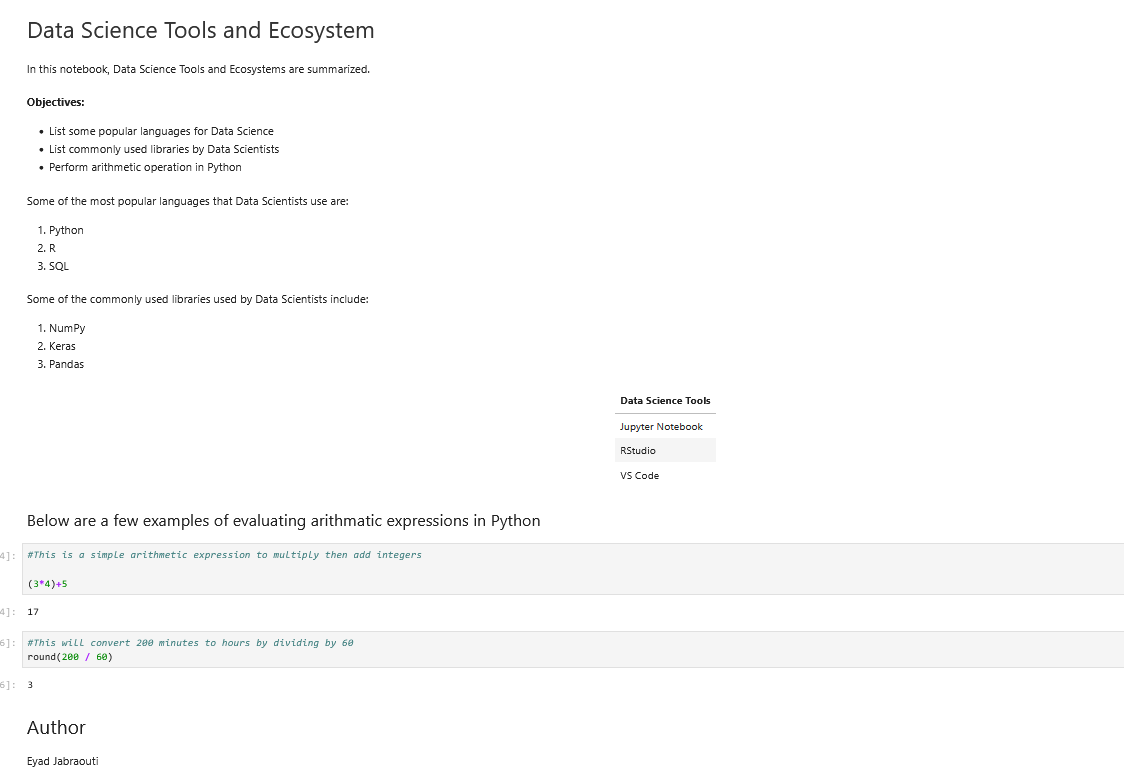 Data Science Tools and Ecosystem
In this notebook, Data Science Tools and Ecosystems are summarized.
Objectives:
• List some popular languages for Data Science
• List commonly used libraries by Data Scientists
• Perform arithmetic operation in Python
Some of the most popular languages that Data Scientists use are:
1. Python
2. R
3. SQL
Some of the commonly used libraries used by Data Scientists include:
1. NumPy
2. Keras
3. Pandas
Data Science Tools
Jupyter Notebook
RStudio
VS Code
Below are a few examples of evaluating arithmatic expressions in Python
4]: #This is a simple arithmetic expression to multiply then add integers
(3*4)+5
4]: 17
6]: #This will convert 200 minutes to hours by dividing by 60
round(200 / 60)
6]: 3
Author
Eyad Jabraouti